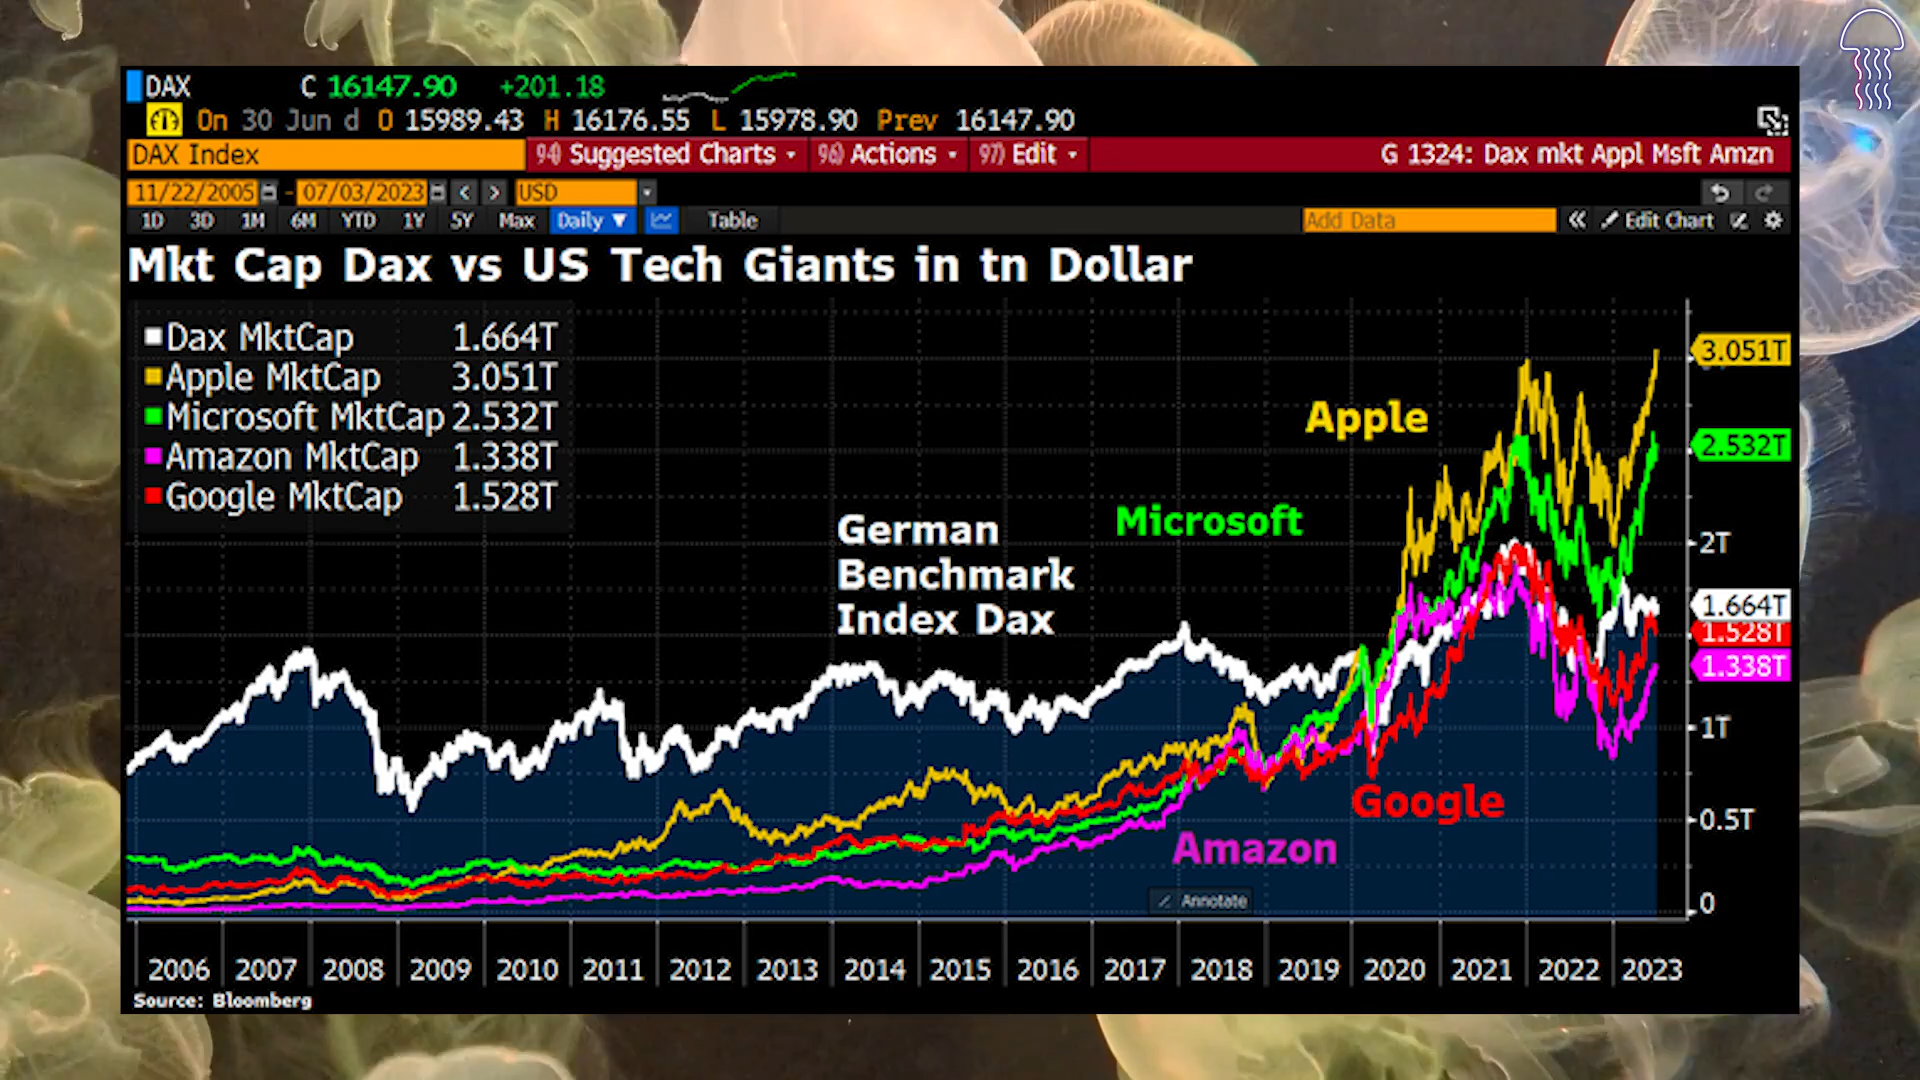 DAX C 16147.90 +201.18
On 30 Jun d O 15989.43 H 16176.55 L 15978.90 Prev 16147.90
DAX Index 94) Suggested Charts 96) Actions 97) Edit G 1324: Dax mkt Appl Msft Amzn
11/22/2005 - 07/03/2023 < > USD
1D 3D 1M 6M YTD 1Y 5Y Max Daily ▼ Table Add Data « Edit Chart
Mkt Cap Dax vs US Tech Giants in tn Dollar
Dax MktCap 1.664T
Apple MktCap 3.051T
Microsoft MktCap 2.532T
Amazon MktCap 1.338T
Google MktCap 1.528T
Apple
Microsoft
German
Benchmark
Index Dax
Google
Amazon
Annotate
3.051T
2.532T
2T
1.664T
1.528T
1.338T
1T
0.5T
0
2006 2007 2008 2009 2010 2011 2012 2013 2014 2015 2016 2017 2018 2019 2020 2021 2022 2023
Source: Bloomberg